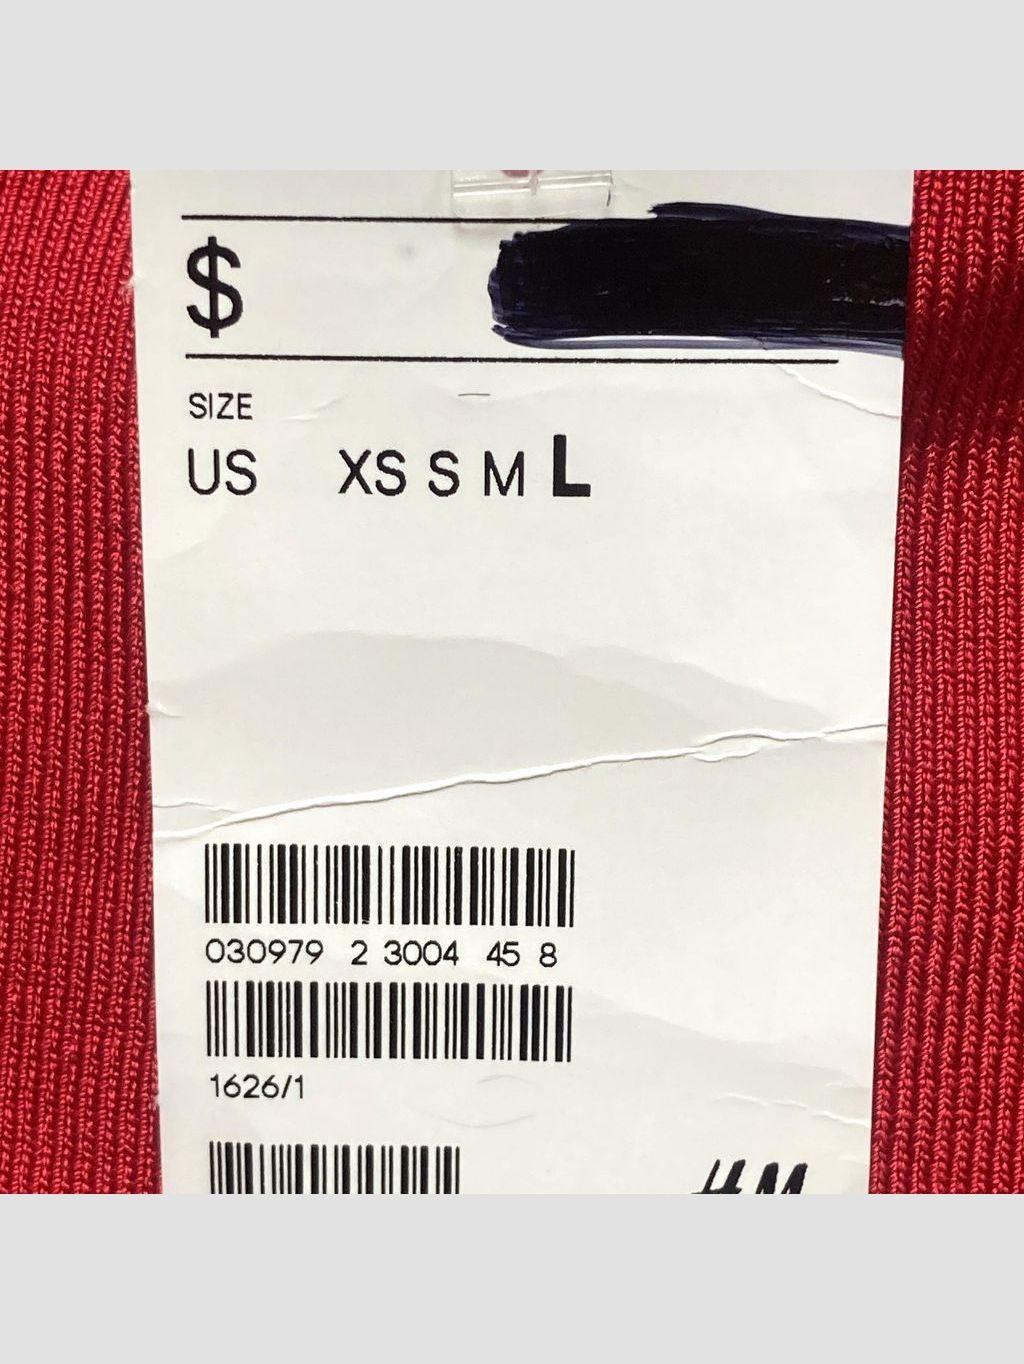 $
SIZE
US XS S M L
030979 2 3004 45 8
1626/1
H&M